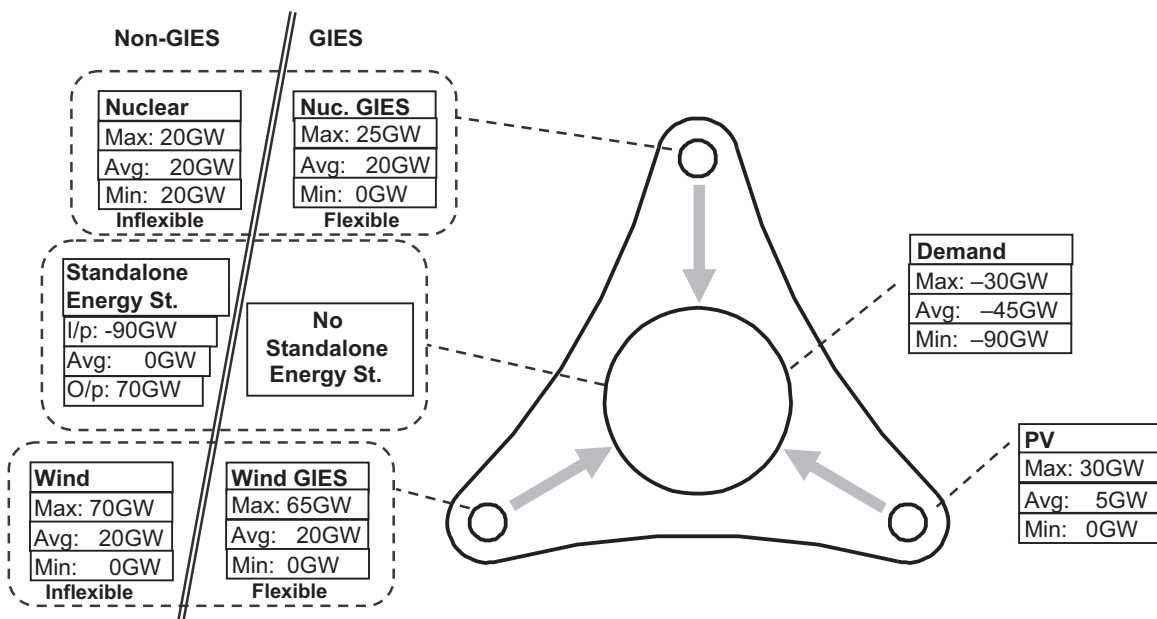 Non-GIES
GIES
Nuclear
Max: 20GW
Avg: 20GW
Min: 20GW
Inflexible
Nuc. GIES
Max: 25GW
Avg: 20GW
Min: 0GW
Flexible
Standalone
Energy St.
I/p: -90GW
Avg: 0GW
O/p: 70GW
No
Standalone
Energy St.
Wind
Max: 70GW
Avg: 20GW
Min: 0GW
Inflexible
Wind GIES
Max: 65GW
Avg: 20GW
Min: 0GW
Flexible
Demand
Max: –30GW
Avg: –45GW
Min: –90GW
PV
Max: 30GW
Avg: 5GW
Min: 0GW